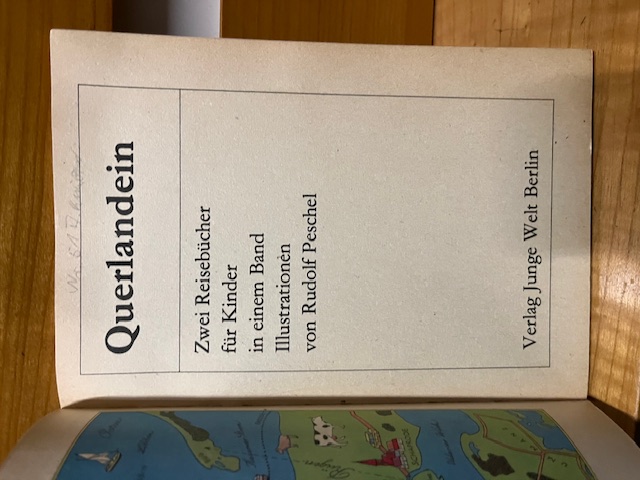 Querlandein
Zwei Reisebücher
für Kinder
in einem Band
Illustrationen
von Rudolf Peschel
Verlag Junge Welt Berlin